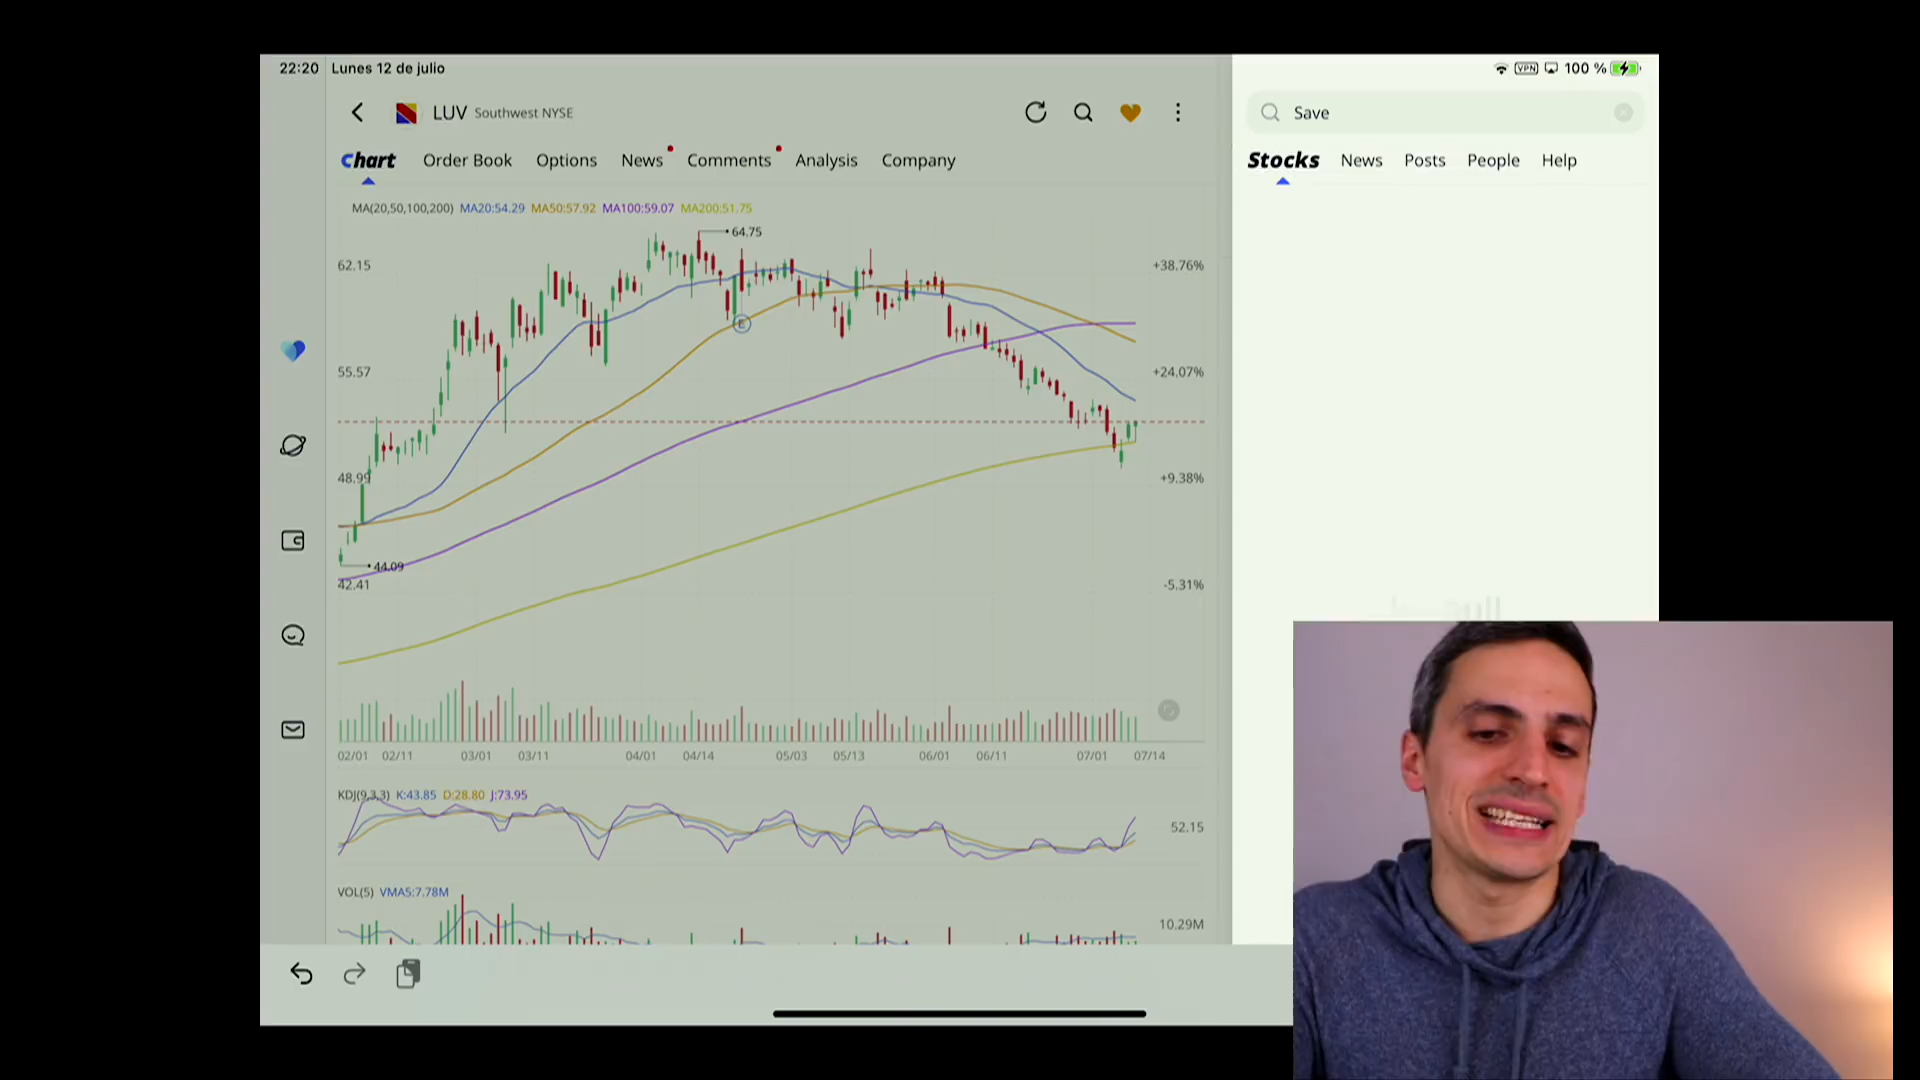 22:20 Lunes 12 de julio
VPN 100 %
LUV Southwest NYSE
Save
Chart Order Book Options News Comments Analysis Company
Stocks News Posts People Help
MA(20,50,100,200) MA20:54.29 MA50:57.92 MA100:59.07 MA200:51.75
64.75
62.15 +38.76%
E
55.57 +24.07%
48.99 +9.38%
44.09
42.41 -5.31%
02/01 02/11 03/01 03/11 04/01 04/14 05/03 05/13 06/01 06/11 07/01 07/14
KDJ(9,3,3) K:43.85 D:28.80 J:73.95
52.15
VOL(5) VMA5:7.78M
10.29M